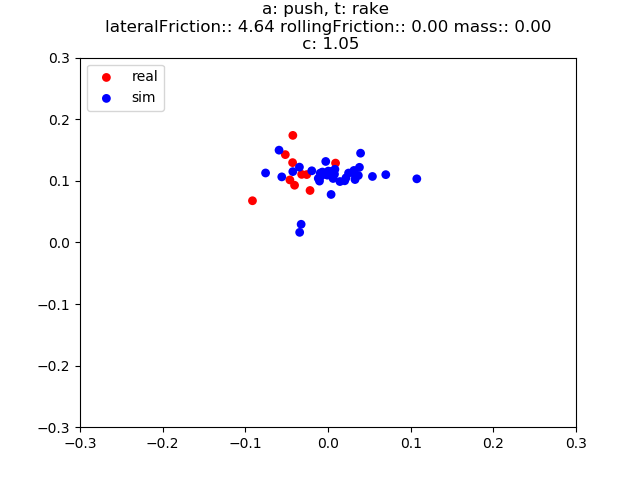 a: push, t: rake
lateralFriction:: 4.64 rollingFriction:: 0.00 mass:: 0.00
c: 1.05
real
sim
0.3
0.2
0.1
0.0
−0.1
−0.2
−0.3
−0.3
−0.2
−0.1
0.0
0.1
0.2
0.3